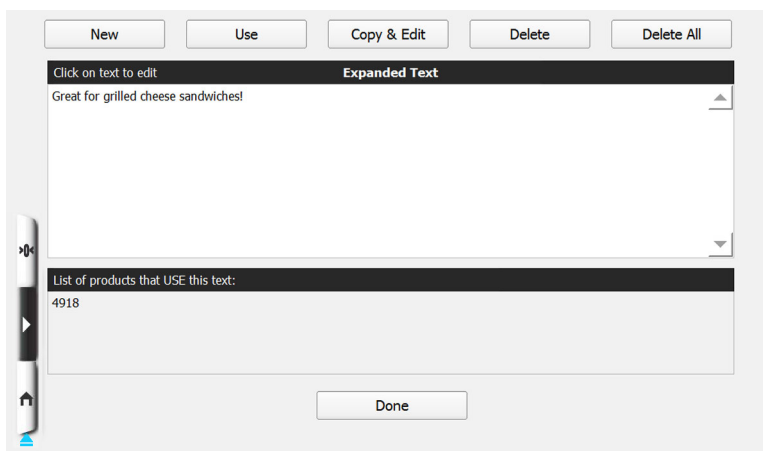 New Use Copy & Edit Delete Delete All
Click on text to edit Expanded Text
Great for grilled cheese sandwiches!
List of products that USE this text:
4918
Done